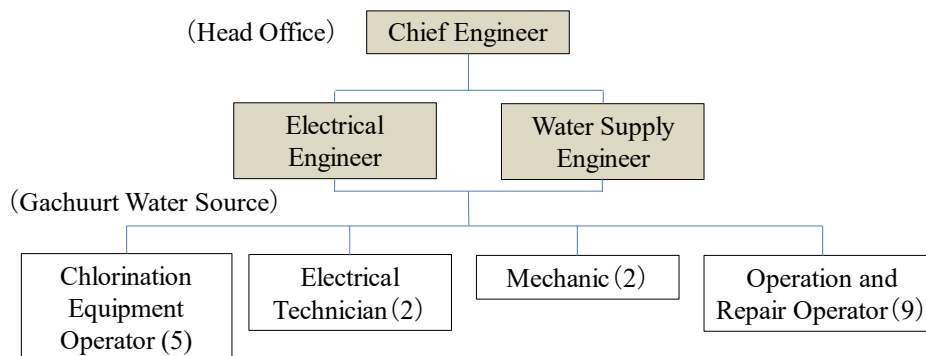 (Head Office)
Chief Engineer
Electrical
Engineer
Water Supply
Engineer
(Gachuurt Water Source)
Chlorination
Equipment
Operator (5)
Electrical
Technician(2)
Mechanic(2)
Operation and
Repair Operator(9)